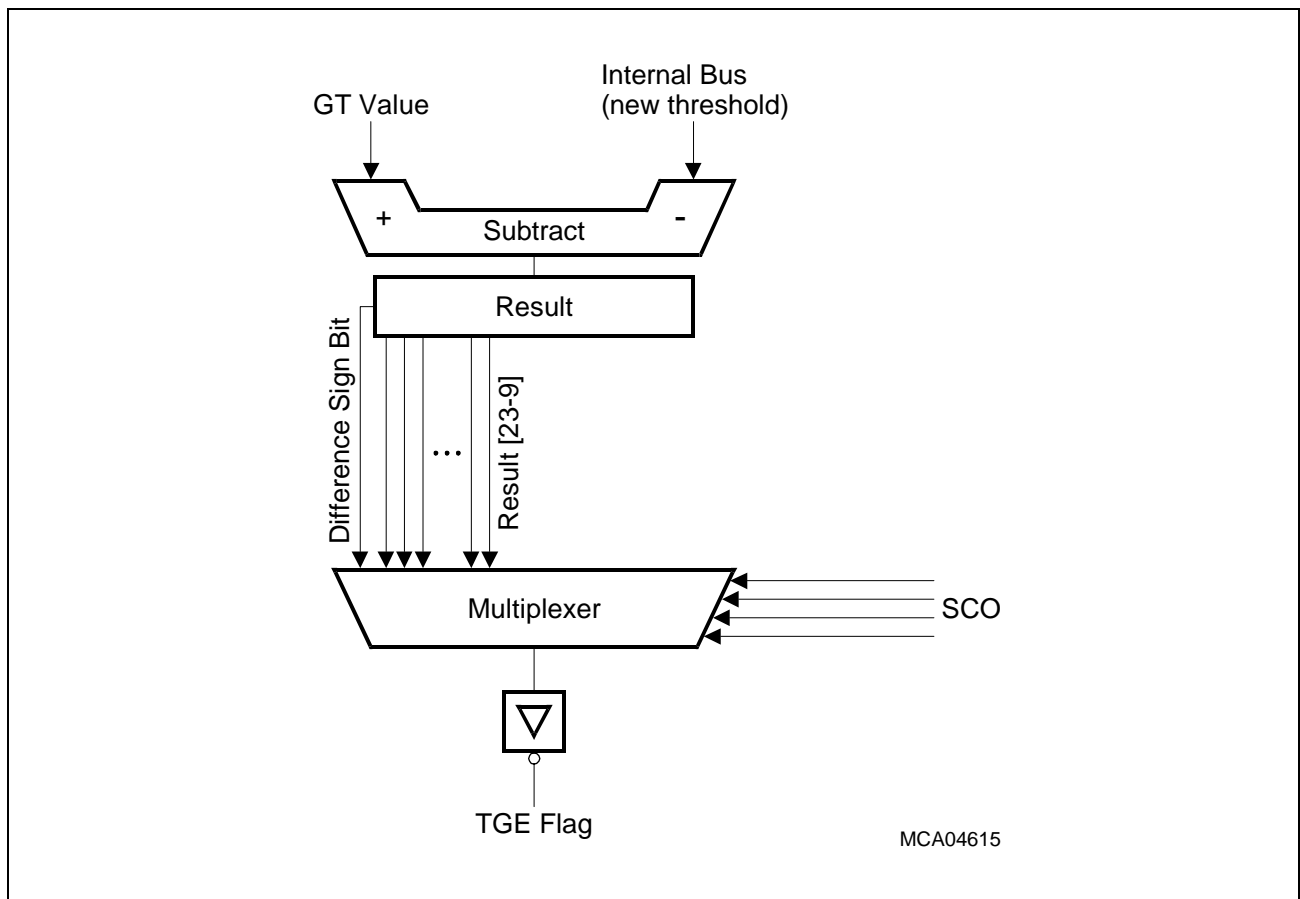 Internal Bus
(new threshold)
GT Value
+
-
Subtract
Result
Difference Sign Bit
...
Result [23-9]
Multiplexer
SCO
TGE Flag
MCA04615